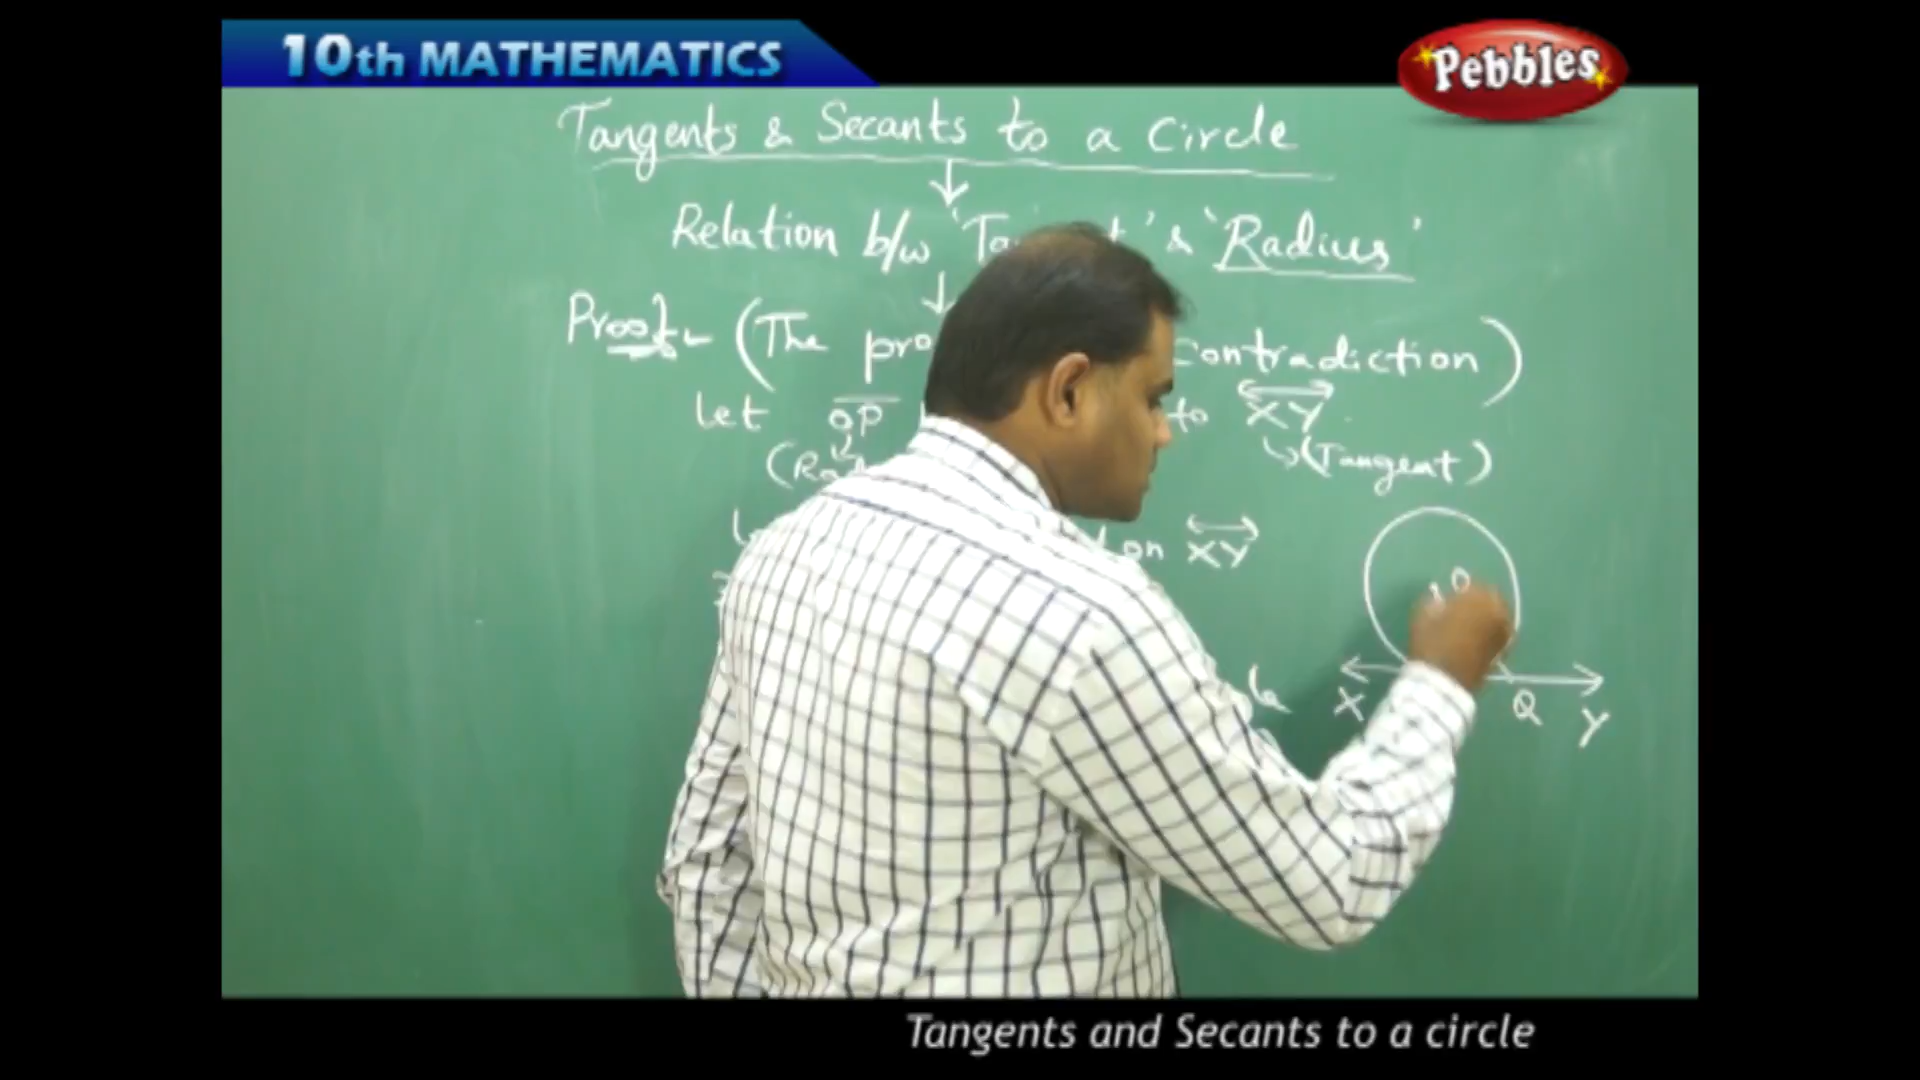 10th MATHEMATICS
Pebbles
Tangents & Secants to a Circle
Relation b/w & 'Radius'
Proof:- (The contradiction)
Let OP to XY
(Tangent)
on XY
O
X Q Y
Tangents and Secants to a circle